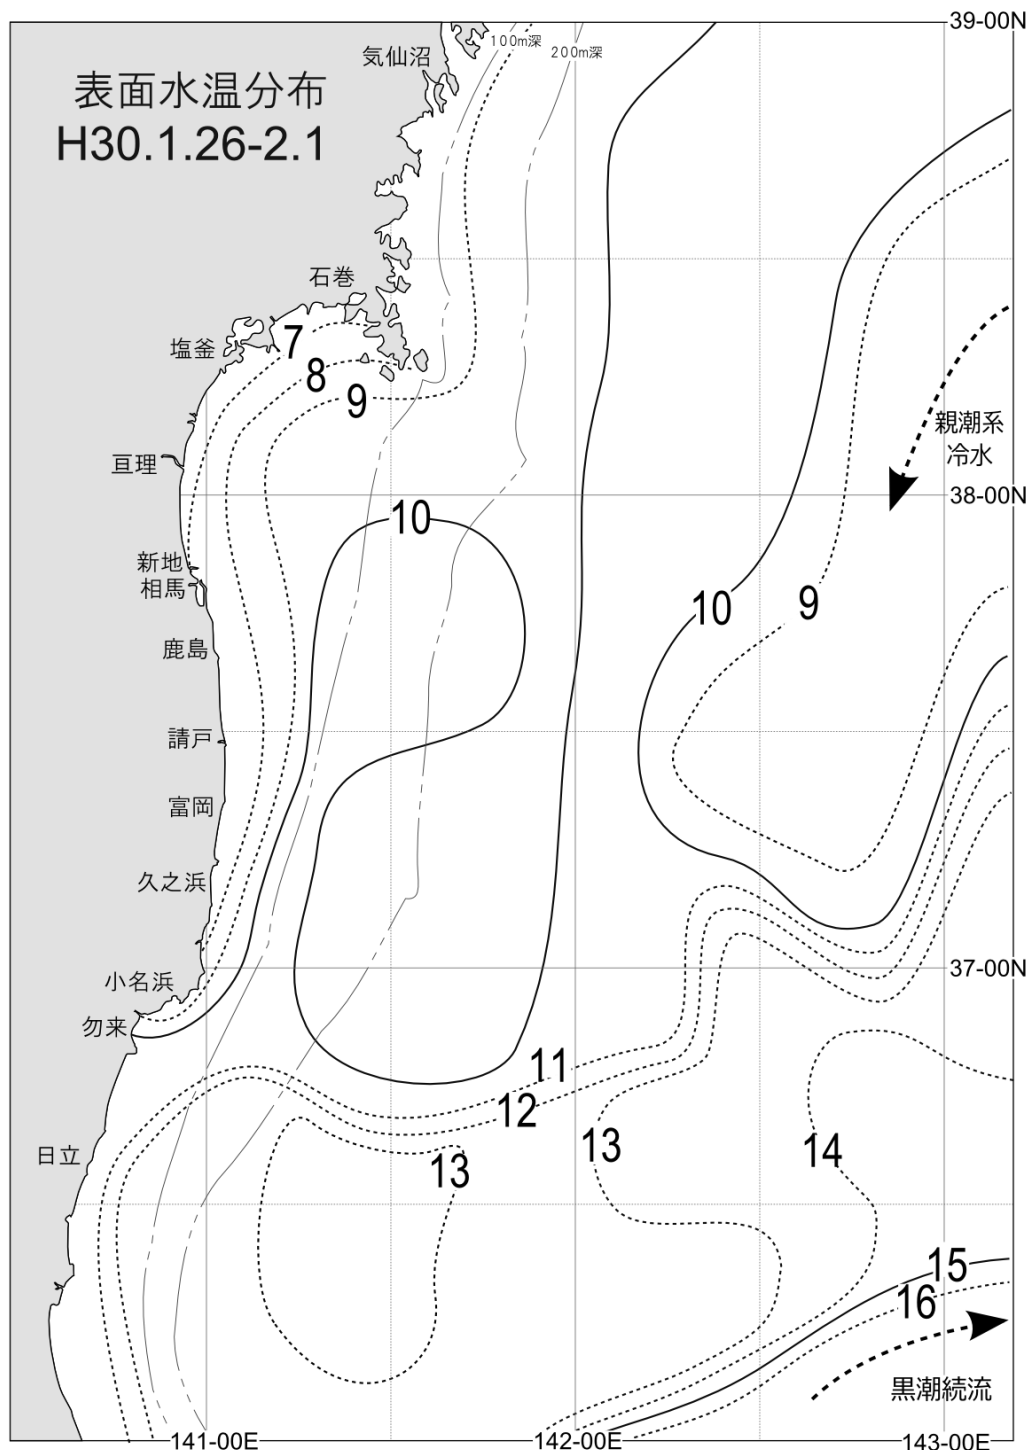 39-00N
100m深
200m深
気仙沼
表面水温分布
H30.1.26-2.1
石巻
7
塩釜
8
9
親潮系
冷水
亘理
38-00N
10
新地
相馬
10
9
鹿島
請戸
富岡
久之浜
37-00N
小名浜
勿来
11
12
日立
13
13
14
15
16
黒潮続流
141-00E
142-00E
143-00E